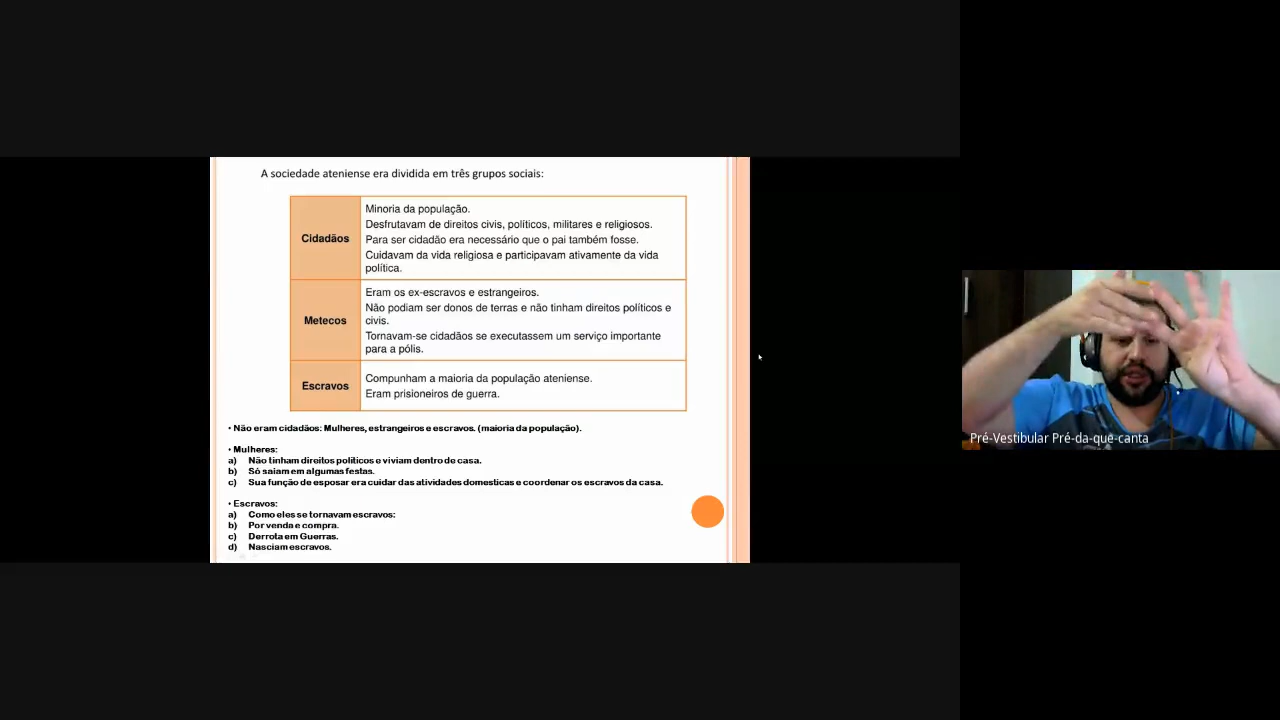 A sociedade ateniense era dividida em três grupos sociais:
Cidadãos
Minoria da população.
Desfrutavam de direitos civis, políticos, militares e religiosos.
Para ser cidadão era necessário que o pai também fosse.
Cuidavam da vida religiosa e participavam ativamente da vida
política.
Metecos
Eram os ex-escravos e estrangeiros.
Não podiam ser donos de terras e não tinham direitos políticos e
civis.
Tornavam-se cidadãos se executassem um serviço importante
para a pólis.
Escravos
Compunham a maioria da população ateniense.
Eram prisioneiros de guerra.
• Não eram cidadãos: Mulheres, estrangeiros e escravos. (maioria da população).
• Mulheres:
a) Não tinham direitos políticos e viviam dentro de casa.
b) Só saiam em algumas festas.
c) Sua função de esposar era cuidar das atividades domesticas e coordenar os escravos da casa.
• Escravos:
a) Como eles se tornavam escravos:
b) Por venda e compra.
c) Derrota em Guerras.
d) Nasciam escravos.
Pré-Vestibular Pré-da-que-canta